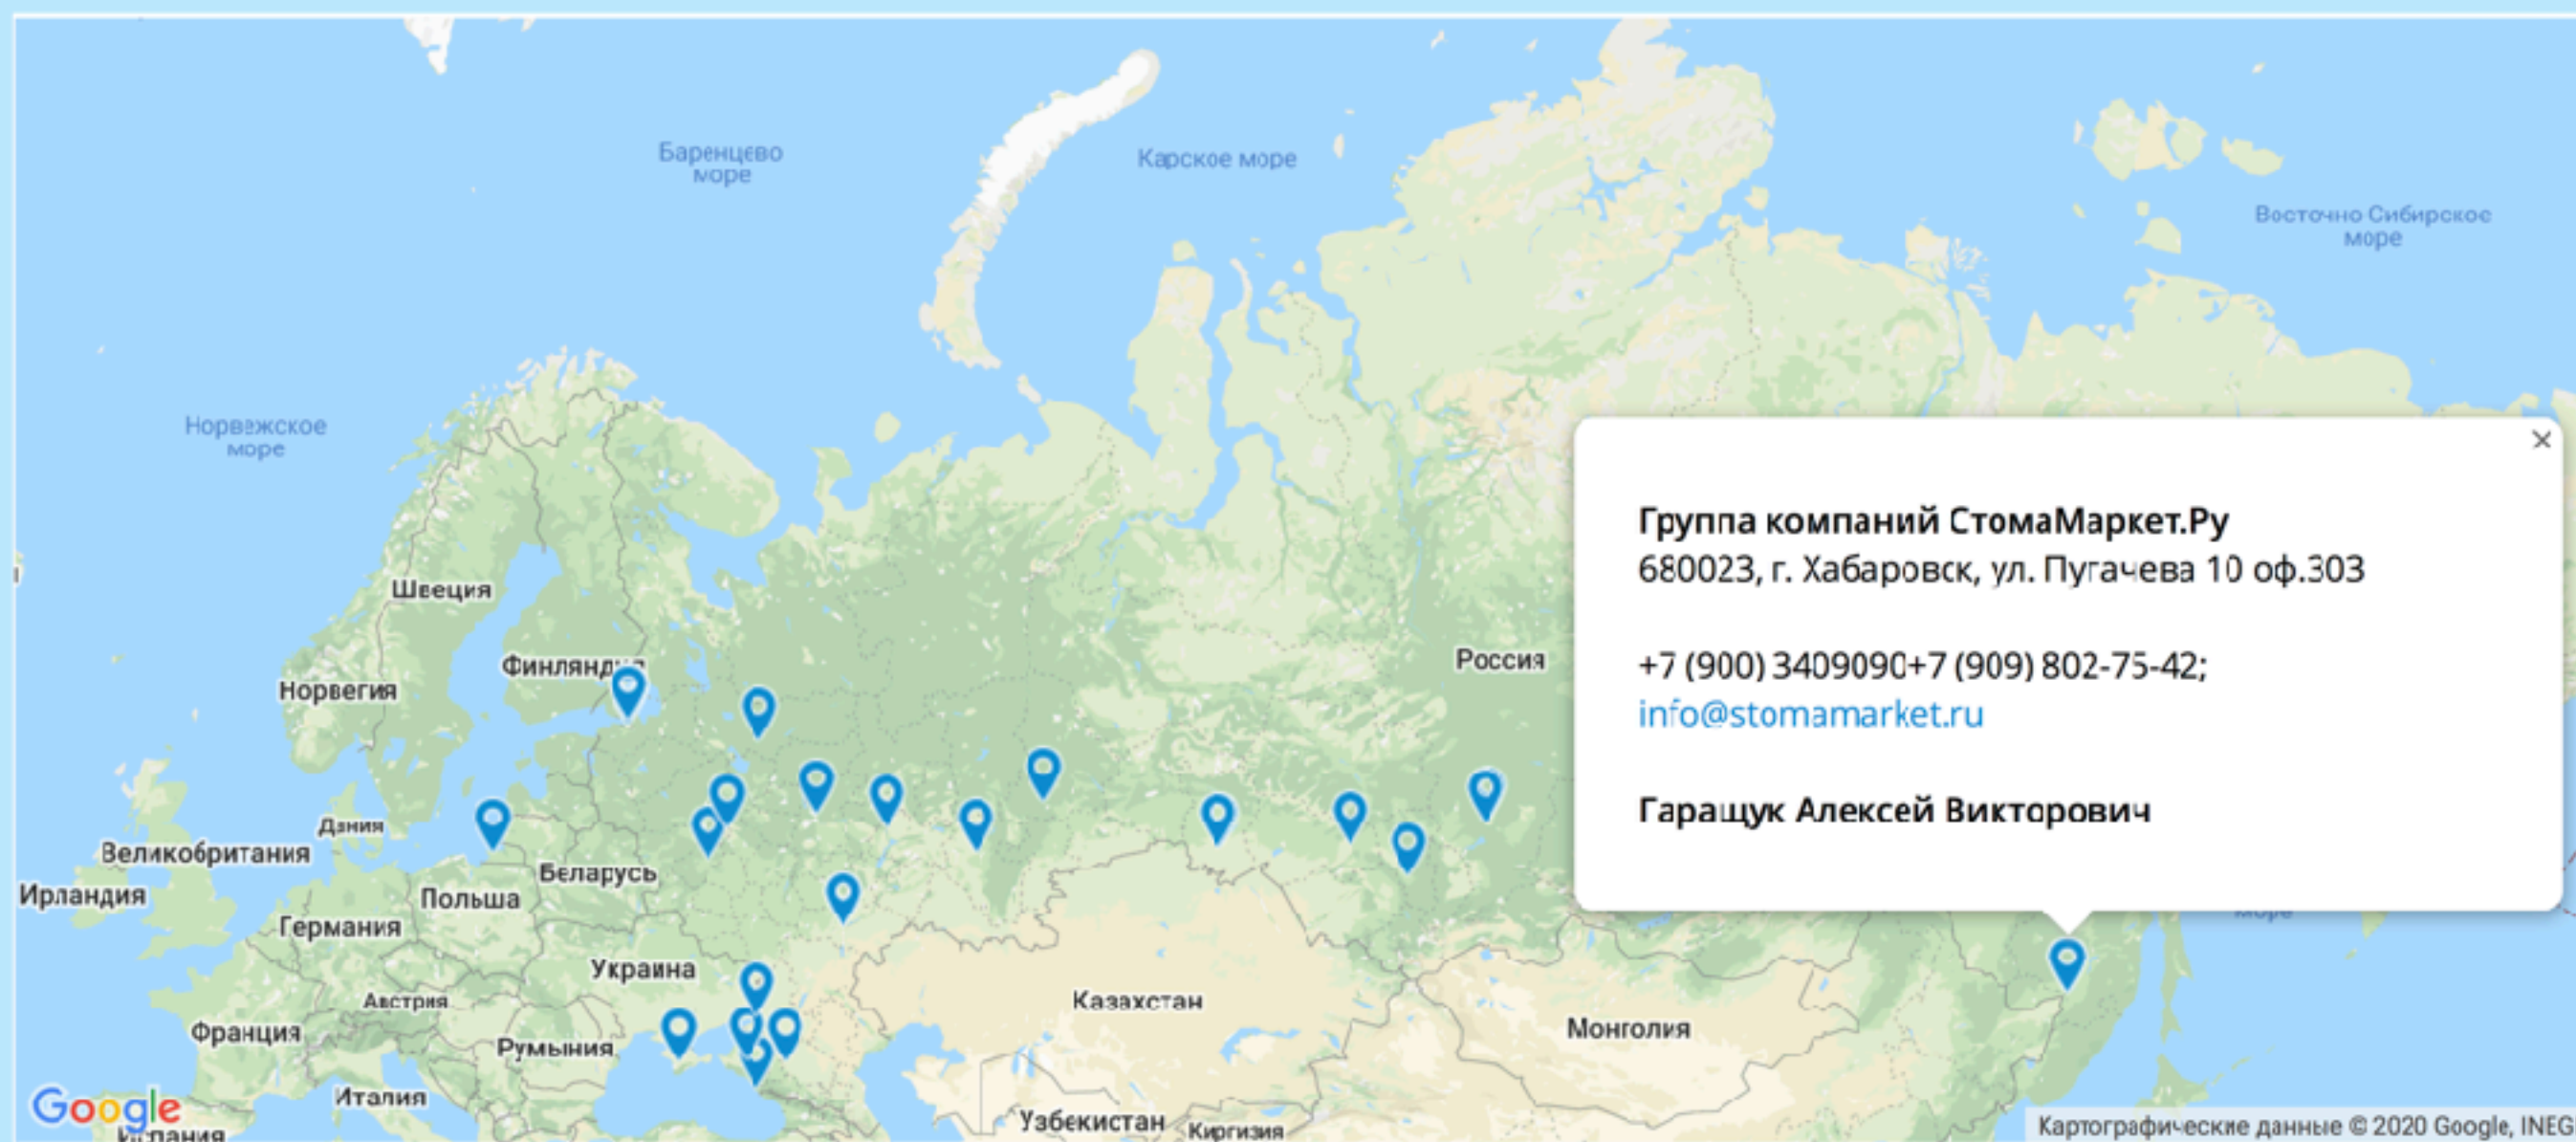 Баренцево
море
Карское море
Восточно Сибирское
море
Норвежское
море
Швеция
Финляндия
Норвегия
Россия
Дания
Великобритания
Ирландия
Польша
Беларусь
Германия
Украина
Австрия
Франция
Румыния
Италия
Казахстан
Монголия
Узбекистан
Киргизия
Группа компаний СтомаМаркет.Ру
680023, г. Хабаровск, ул. Пугачева 10 оф.303
+7 (900) 3409090+7 (909) 802-75-42;
info@stomamarket.ru
Гаращук Алексей Викторович
море
Google
Испания
Картографические данные © 2020 Google, INEG